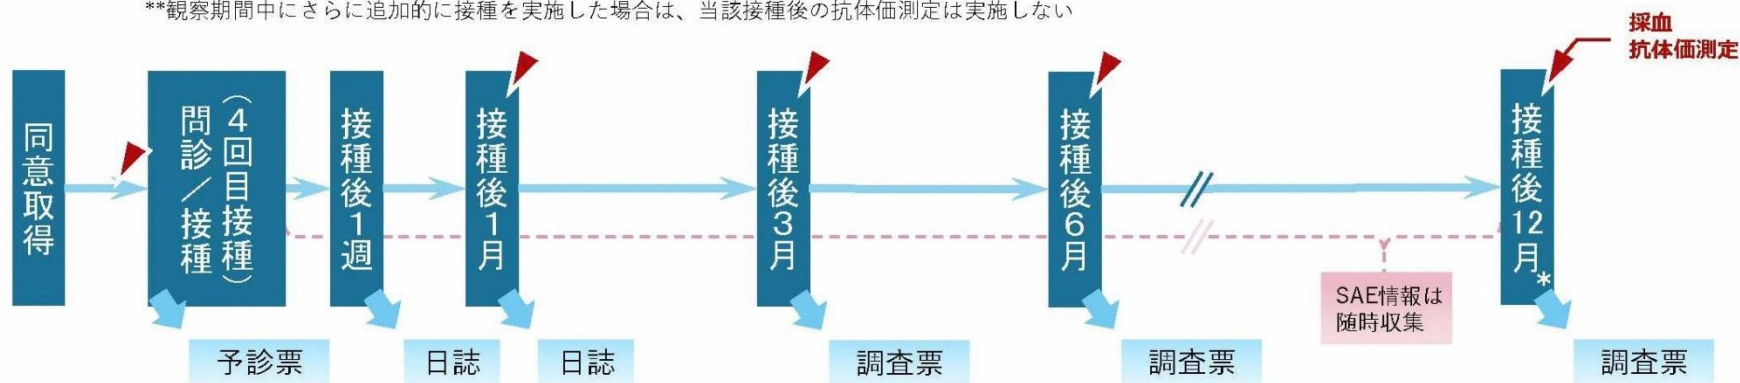 **観察期間中にさらに追加的に接種を実施した場合は、当該接種後の抗体価測定は実施しない
採血
抗体価測定
同意取得
(4回目接種)
問診/接種
接種後1週
接種後1月
接種後3月
接種後6月
接種後12月*
SAE情報は
随時収集
予診票
日誌
日誌
調査票
調査票
調査票